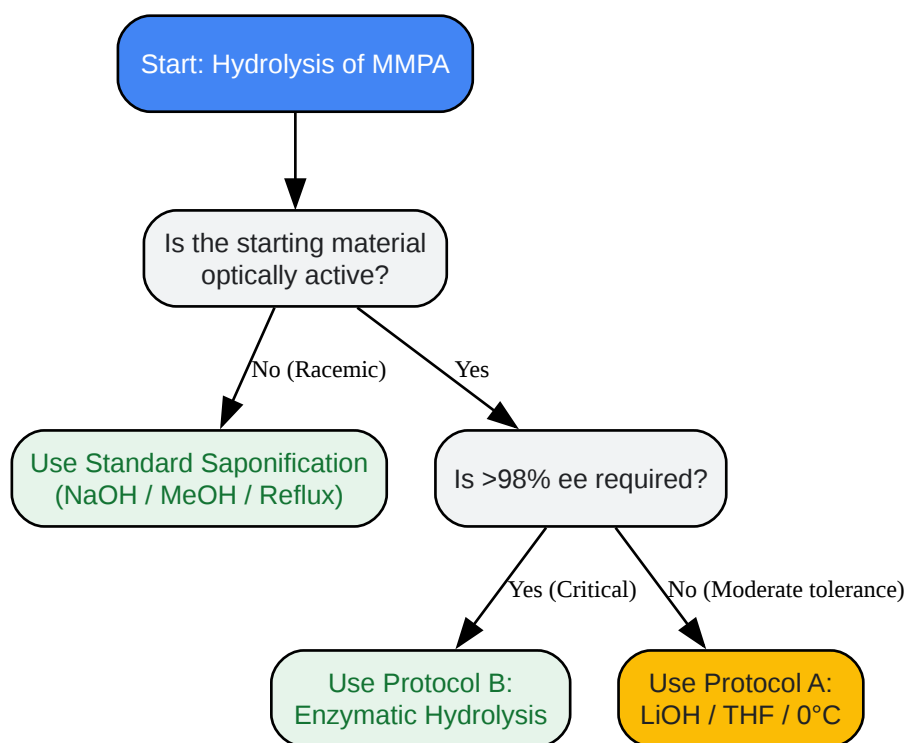 Start: Hydrolysis of MMPA
Is the starting material
optically active?
No (Racemic)
Yes
Use Standard Saponification
(NaOH / MeOH / Reflux)
Is >98% ee required?
Yes (Critical)
No (Moderate tolerance)
Use Protocol B:
Enzymatic Hydrolysis
Use Protocol A:
LiOH / THF / 0°C